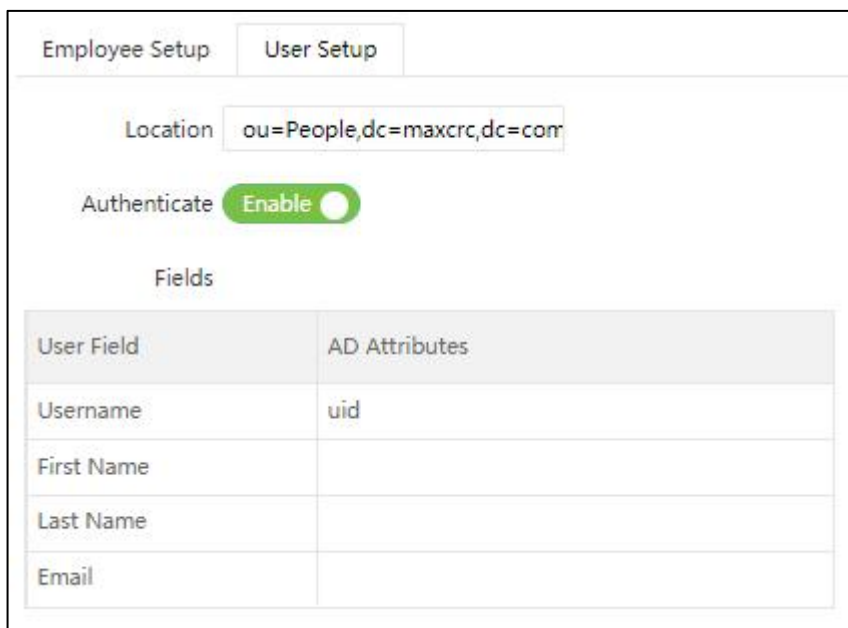 Employee Setup User Setup
Location ou=People,dc=maxcrc,dc=com
Authenticate Enable
Fields
User Field AD Attributes
Username uid
First Name
Last Name
Email